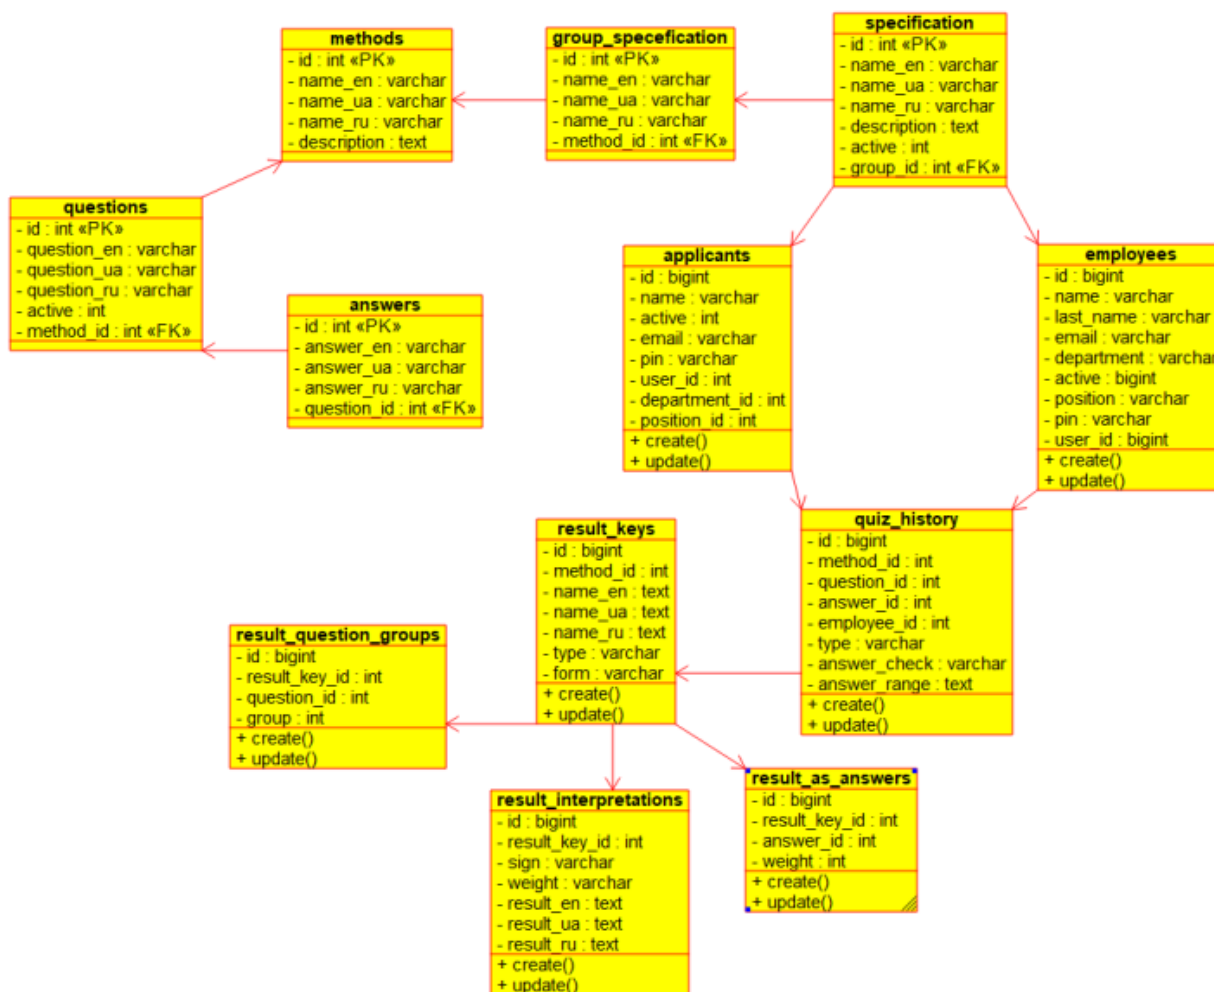 methods
- id : int «PK»
- name_en : varchar
- name_ua : varchar
- name_ru : varchar
- description : text
group_specefication
- id : int «PK»
- name_en : varchar
- name_ua : varchar
- name_ru : varchar
- method_id : int «FK»
specification
- id : int «PK»
- name_en : varchar
- name_ua : varchar
- name_ru : varchar
- description : text
- active : int
- group_id : int «FK»
questions
- id : int «PK»
- question_en : varchar
- question_ua : varchar
- question_ru : varchar
- active : int
- method_id : int «FK»
answers
- id : int «PK»
- answer_en : varchar
- answer_ua : varchar
- answer_ru : varchar
- question_id : int «FK»
applicants
- id : bigint
- name : varchar
- active : int
- email : varchar
- pin : varchar
- user_id : int
- department_id : int
- position_id : int
+ create()
+ update()
employees
- id : bigint
- name : varchar
- last_name : varchar
- email : varchar
- department : varchar
- active : bigint
- position : varchar
- pin : varchar
- user_id : bigint
+ create()
+ update()
quiz_history
- id : bigint
- method_id : int
- question_id : int
- answer_id : int
- employee_id : int
- type : varchar
- answer_check : varchar
- answer_range : text
+ create()
+ update()
result_keys
- id : bigint
- method_id : int
- name_en : text
- name_ua : text
- name_ru : text
- type : varchar
- form : varchar
+ create()
+ update()
result_question_groups
- id : bigint
- result_key_id : int
- question_id : int
- group : int
+ create()
+ update()
result_interpretations
- id : bigint
- result_key_id : int
- sign : varchar
- weight : varchar
- result_en : text
- result_ua : text
- result_ru : text
+ create()
+ update()
result_as_answers
- id : bigint
- result_key_id : int
- answer_id : int
- weight : int
+ create()
+ update()